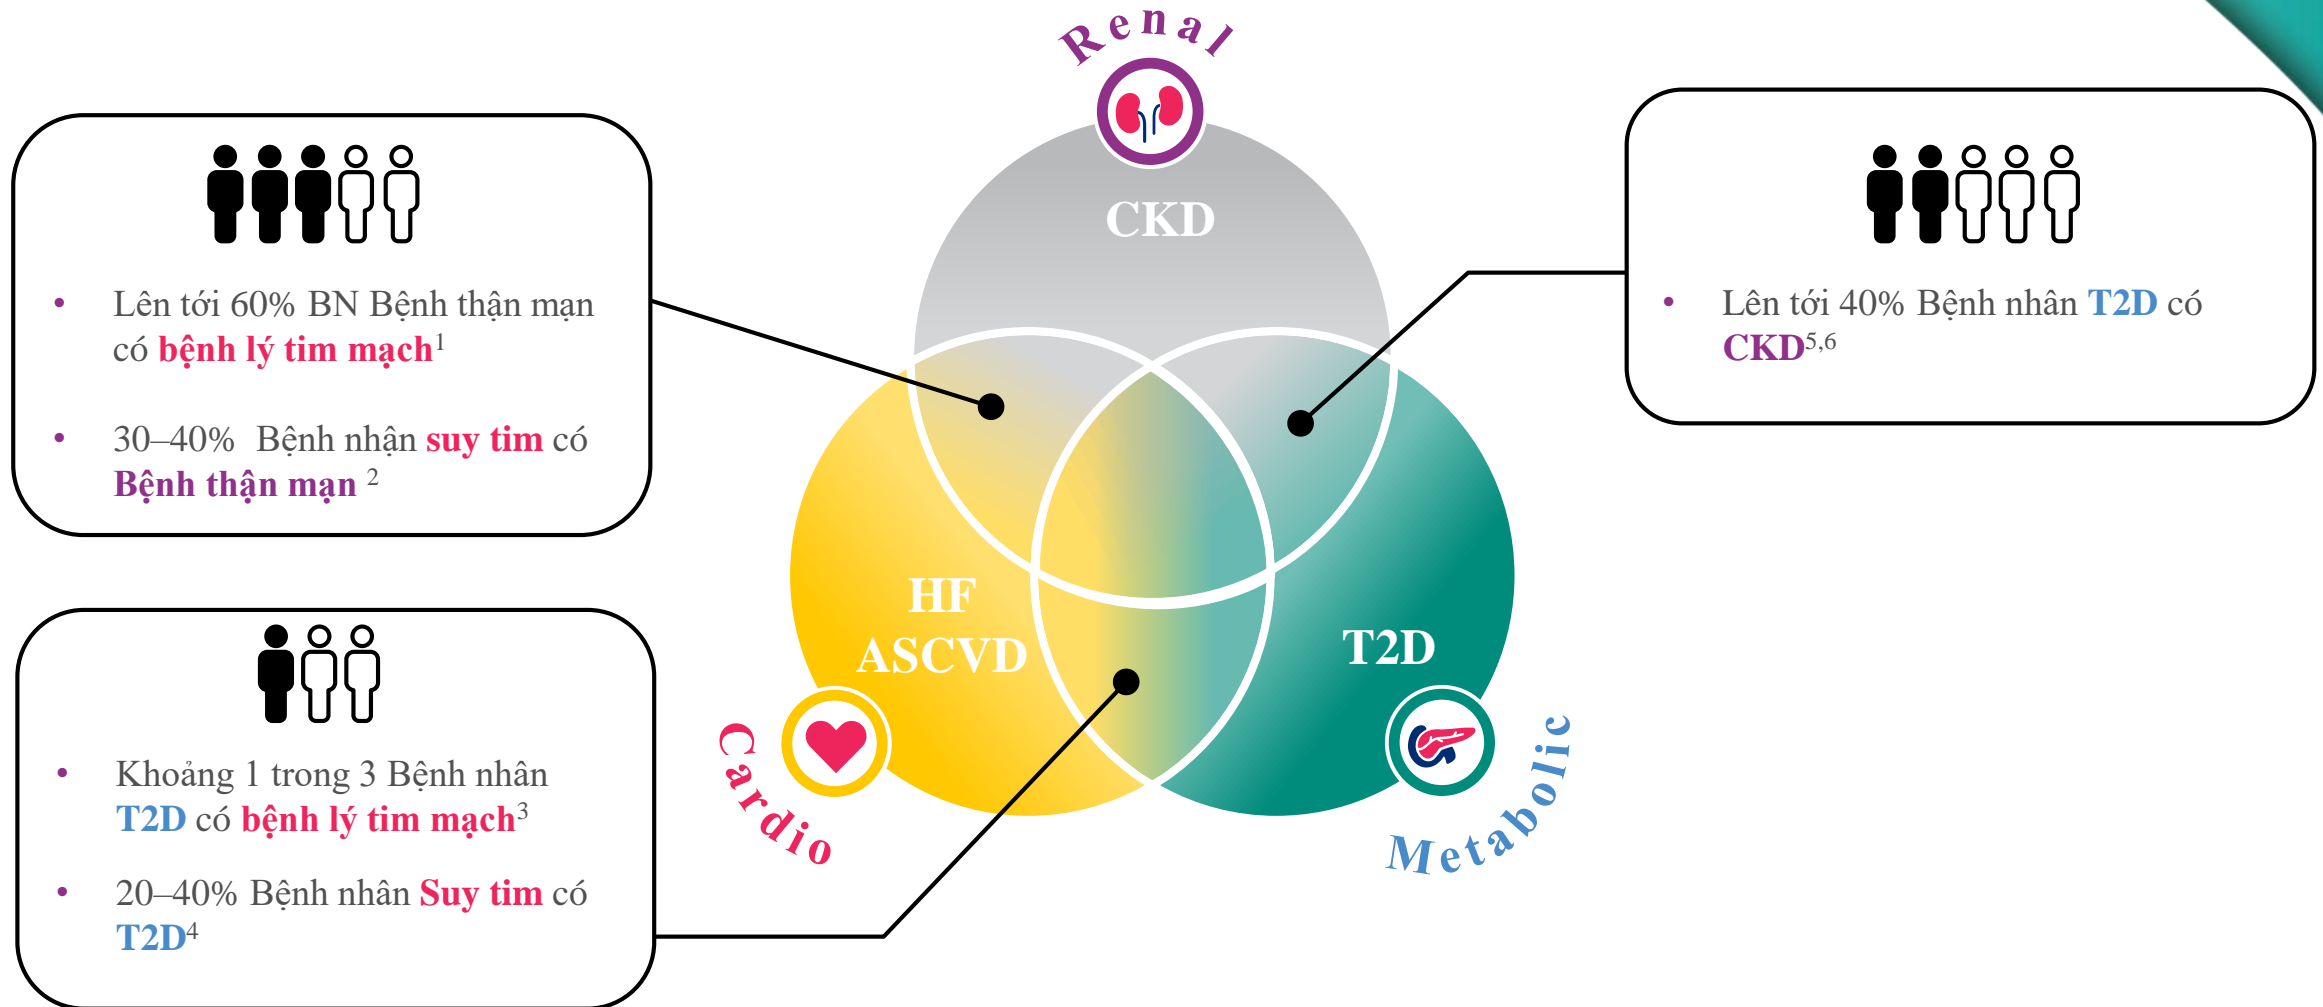 Renal
CKD
• Lên tới 60% BN Bệnh thận mạn
có bệnh lý tim mạch1
• 30–40% Bệnh nhân suy tim có
Bệnh thận mạn 2
• Lên tới 40% Bệnh nhân T2D có
CKD5,6
HF
ASCVD
T2D
Cardio
Metabolic
• Khoảng 1 trong 3 Bệnh nhân
T2D có bệnh lý tim mạch3
• 20–40% Bệnh nhân Suy tim có
T2D4